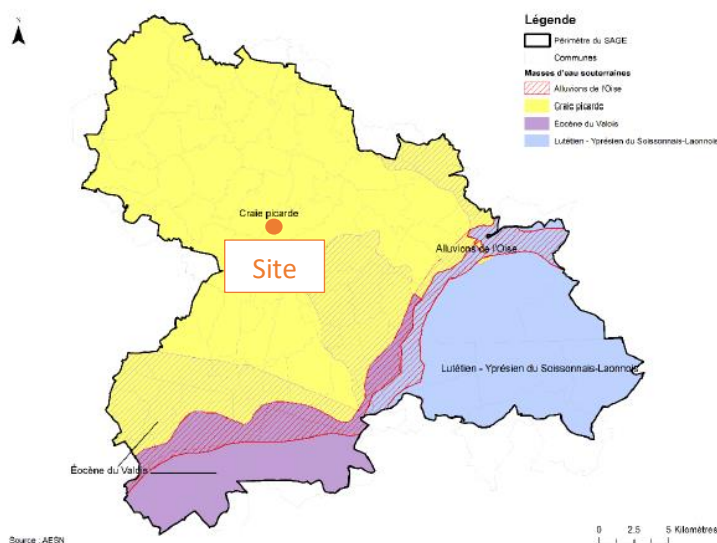 N
Légende
Périmètre du SAGE
Communes
Masses d'eau souterraines
Alluvions de l'Oise
Craie picarde
Éocène du Valois
Lutétien - Yprésien du Soissonnais-Laonnois
Craie picarde
Site
Alluvions de l'Oise
Lutétien - Yprésien du Soissonnais-Laonnois
Éocène du Valois
Source : AESN
0 2.5 5 Kilomètres